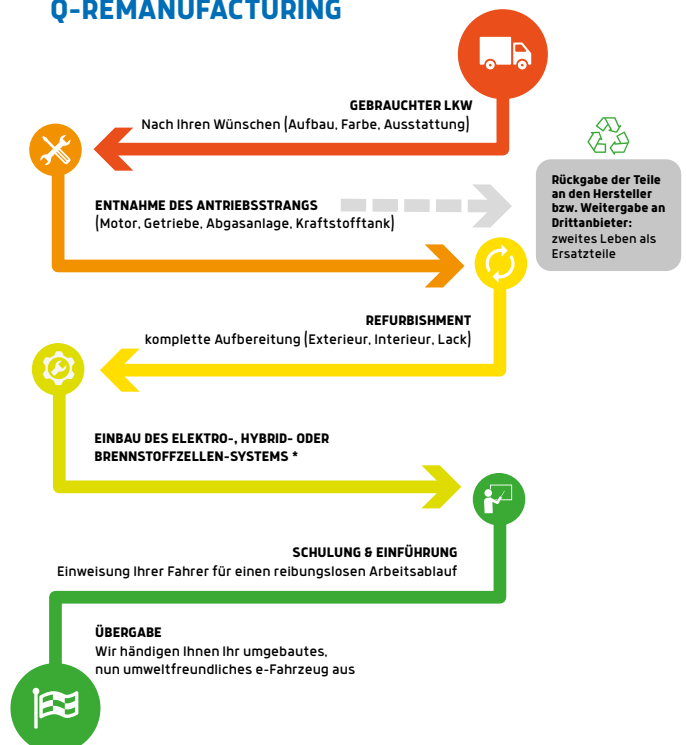 Q-REMANUFACTURING
GEBRAUCHTER LKW
Nach Ihren Wünschen (Aufbau, Farbe, Ausstattung)
ENTNAHME DES ANTRIEBSSTRANGS
(Motor, Getriebe, Abgasanlage, Kraftstofftank)
Rückgabe der Teile
an den Hersteller
bzw. Weitergabe an
Drittanbieter:
zweites Leben als
Ersatzteile
REFURBISHMENT
komplette Aufbereitung (Exterieur, Interieur, Lack)
EINBAU DES ELEKTRO-, HYBRID- ODER
BRENNSTOFFZELLEN-SYSTEMS *
SCHULUNG & EINFÜHRUNG
Einweisung Ihrer Fahrer für einen reibungslosen Arbeitsablauf
ÜBERGABE
Wir händigen Ihnen Ihr umgebautes,
nun umweltfreundliches e-Fahrzeug aus